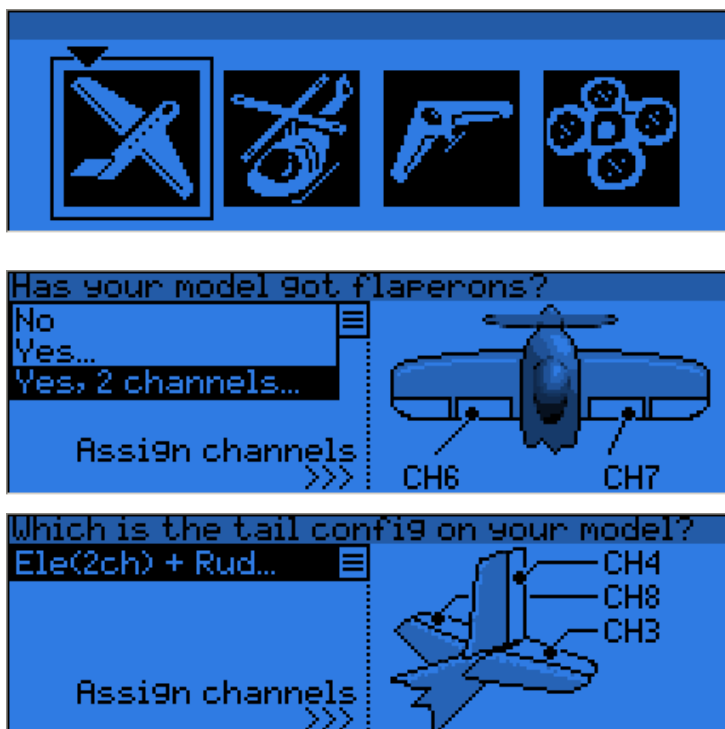 Has your model got flaperons?
No
Yes...
Yes, 2 channels...
Assign channels
>>>
CH6
CH7
Which is the tail config on your model?
Ele(2ch) + Rud...
CH4
CH8
CH3
Assign channels
>>>